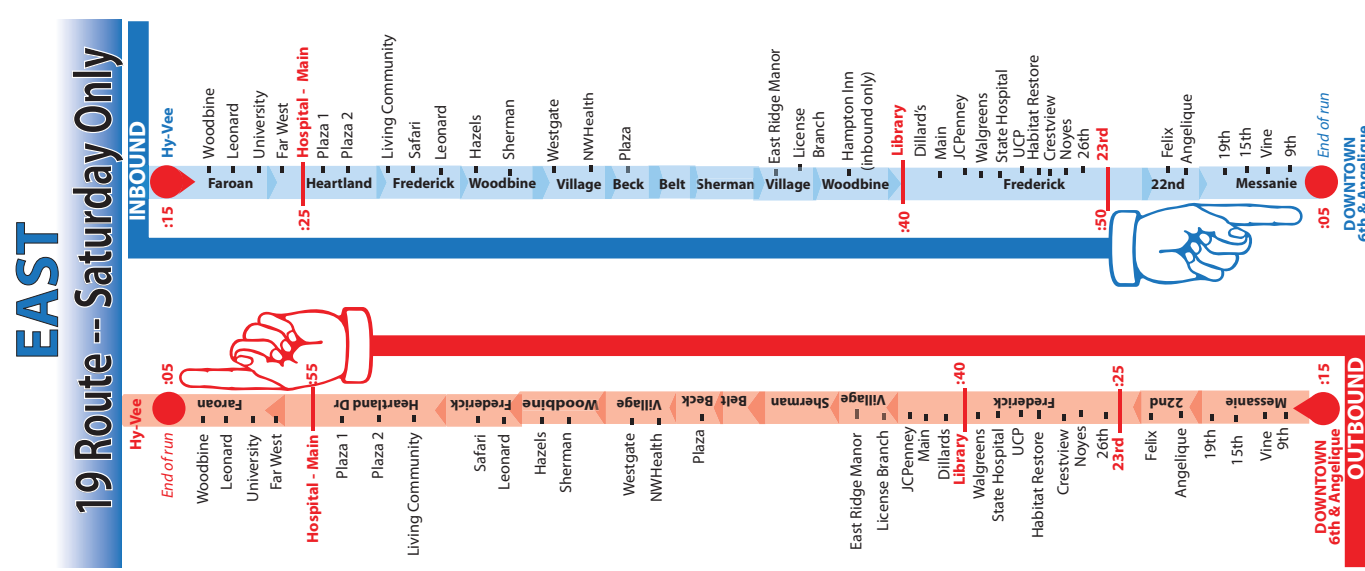 EAST
19 Route -- Saturday Only
INBOUND
Hy-Vee
:15
Woodbine
Leonard
University
Far West
Hospital - Main
:25
Plaza 1
Plaza 2
Living Community
Safari
Leonard
Hazels
Sherman
Westgate
NWHealth
Plaza
East Ridge Manor
License
Branch
Hampton Inn
(inbound only)
Library
:40
Dillard's
Main
JCPenney
Walgreens
State Hospital
UCP
Habitat Restore
Crestview
Noyes
26th
23rd
:50
Felix
Angelique
19th
15th
Vine
9th
End of run
:05
DOWNTOWN
6th & Angelique
Faroan
Heartland
Frederick
Woodbine
Village
Beck
Belt
Sherman
Village
Woodbine
Frederick
22nd
Messanie
Hy-Vee
End of run
:05
Woodbine
Leonard
University
Far West
Hospital - Main
:55
Plaza 1
Plaza 2
Living Community
Safari
Leonard
Hazels
Sherman
Westgate
NWHealth
Plaza
East Ridge Manor
License Branch
JCPenney
Main
Dillards
Library
:40
Walgreens
State Hospital
UCP
Habitat Restore
Crestview
Noyes
26th
23rd
:25
Felix
Angelique
19th
15th
Vine
9th
DOWNTOWN
6th & Angelique
:15
OUTBOUND
Faroan
Heartland Dr
Frederick
Woodbine
Village
Beck
Belt
Sherman
Village
Frederick
22nd
Messanie